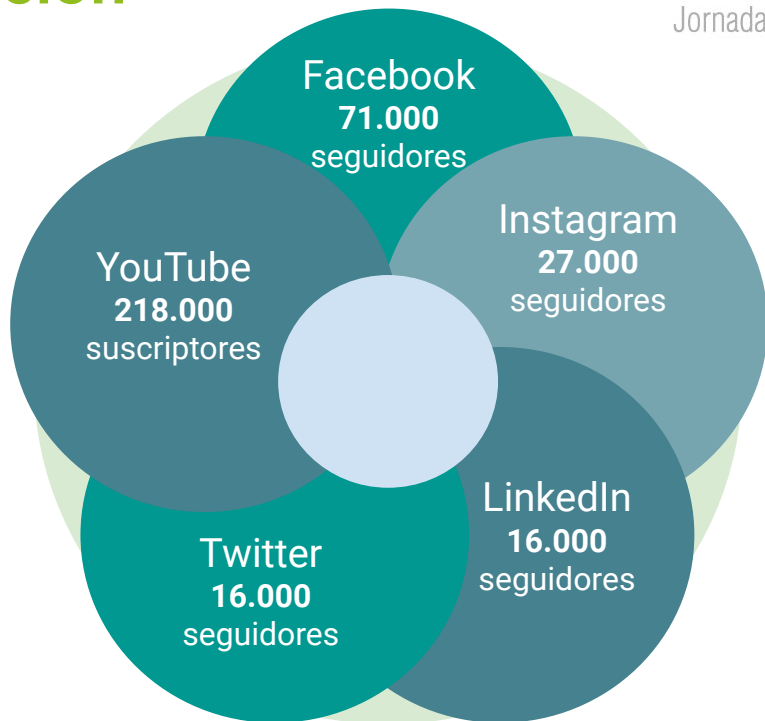 Jornada
Facebook
71.000
seguidores
Instagram
27.000
seguidores
YouTube
218.000
suscriptores
LinkedIn
16.000
seguidores
Twitter
16.000
seguidores